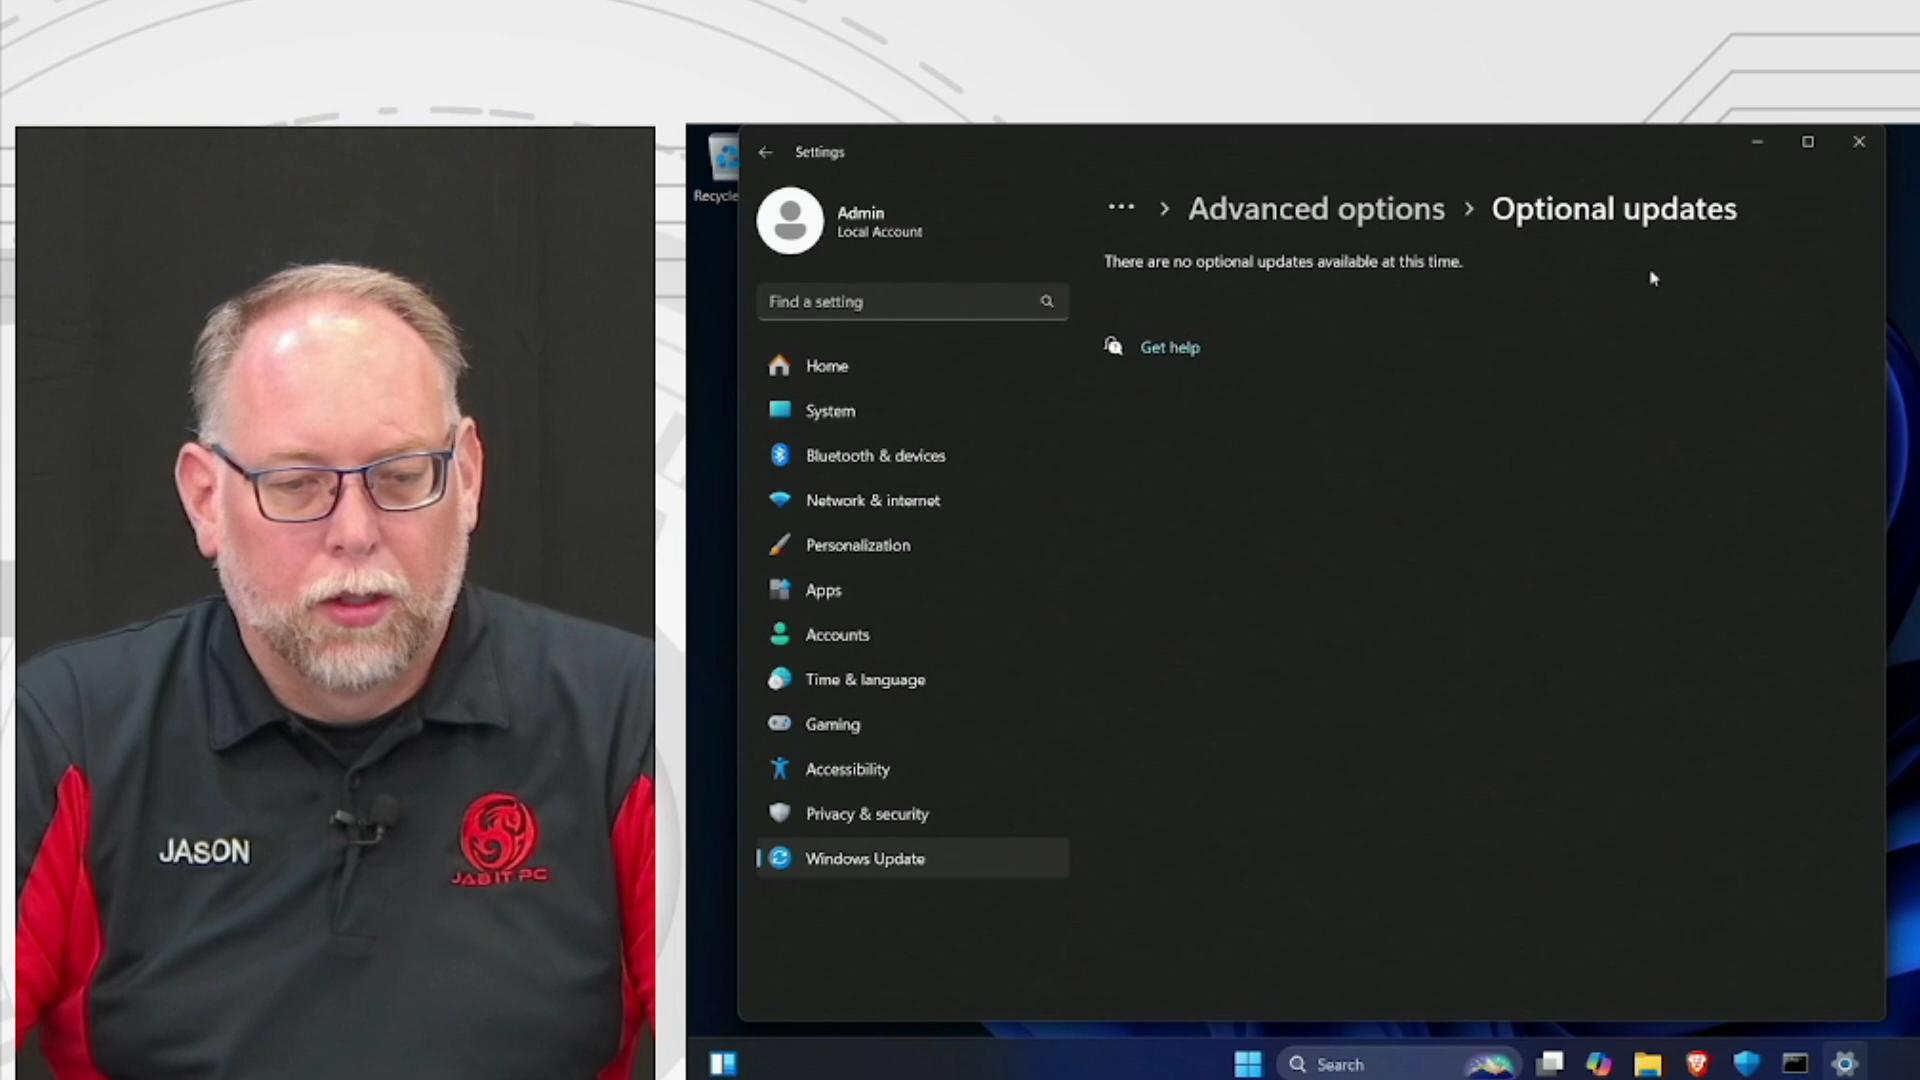 JASON
JAB IT PC
Recycle
Settings
Admin
Local Account
Find a setting
Home
System
Bluetooth & devices
Network & internet
Personalization
Apps
Accounts
Time & language
Gaming
Accessibility
Privacy & security
Windows Update
··· > Advanced options > Optional updates
There are no optional updates available at this time.
Get help
Search